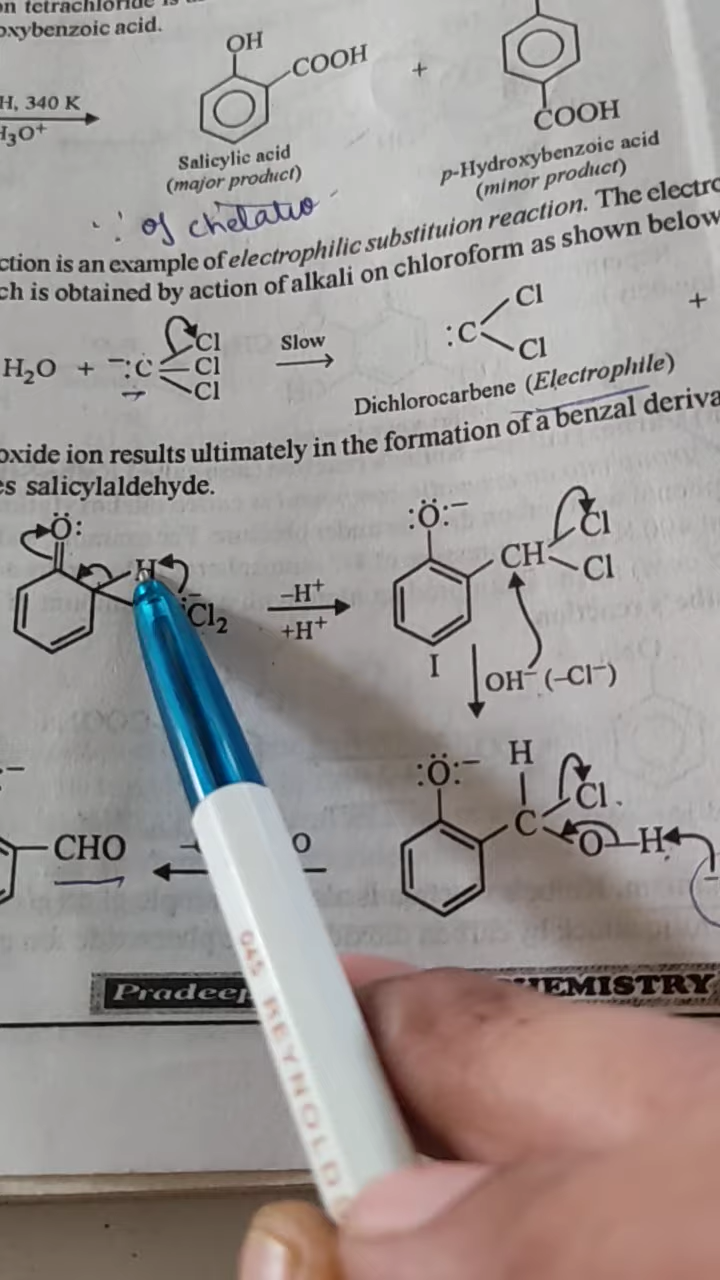 oxybenzoic acid.
OH
COOH
+
H, 340 K
H₃O⁺
COOH
Salicylic acid
(major product)
p-Hydroxybenzoic acid
(minor product)
∵ of chelatio
ction is an example of electrophilic substituion reaction. The electro
ch is obtained by action of alkali on chloroform as shown below
H₂O + ⁻:C Cl Cl Cl
Slow
:C Cl Cl
+
Dichlorocarbene (Electrophile)
oxide ion results ultimately in the formation of a benzal deriva
es salicylaldehyde.
:Ö:
H
Cl₂
–H⁺
+H⁺
:Ö:⁻
CH Cl Cl
I
OH⁻ (–Cl⁻)
CHO
O
:Ö:⁻
H
C Cl.
O–H
Pradeep
EMISTRY
045 REYNOLD